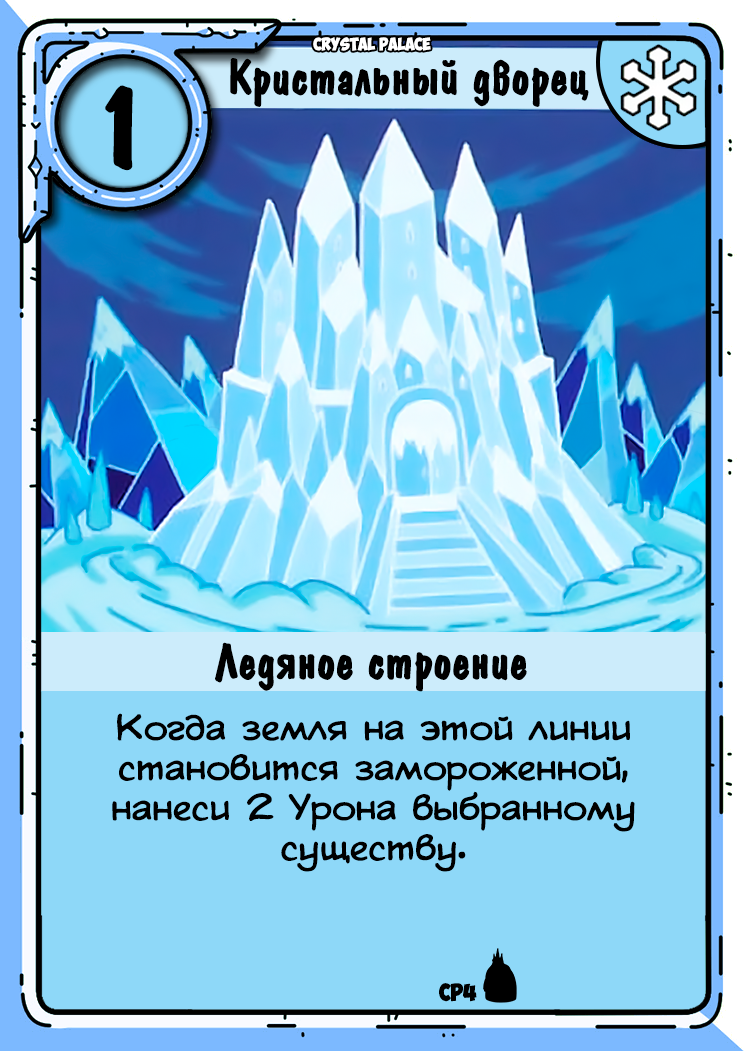 CRYSTAL PALACE
1
Кристальный дворец
Ледяное строение
Когда земля на этой линии
становится замороженной,
нанеси 2 Урона выбранному
существу.
CP4